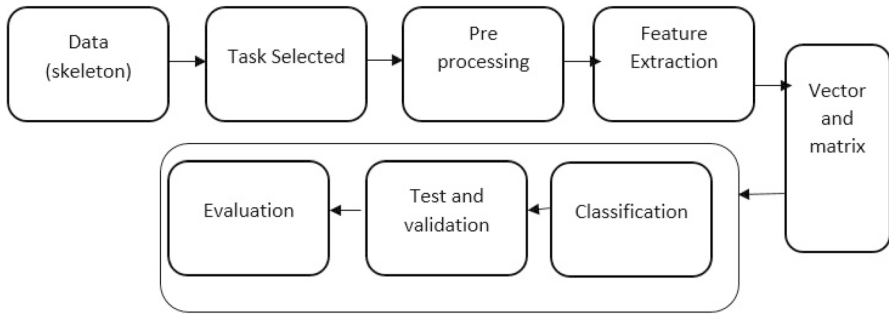 Data
(skeleton)
Task Selected
Pre
processing
Feature
Extraction
Vector
and
matrix
Classification
Test and
validation
Evaluation